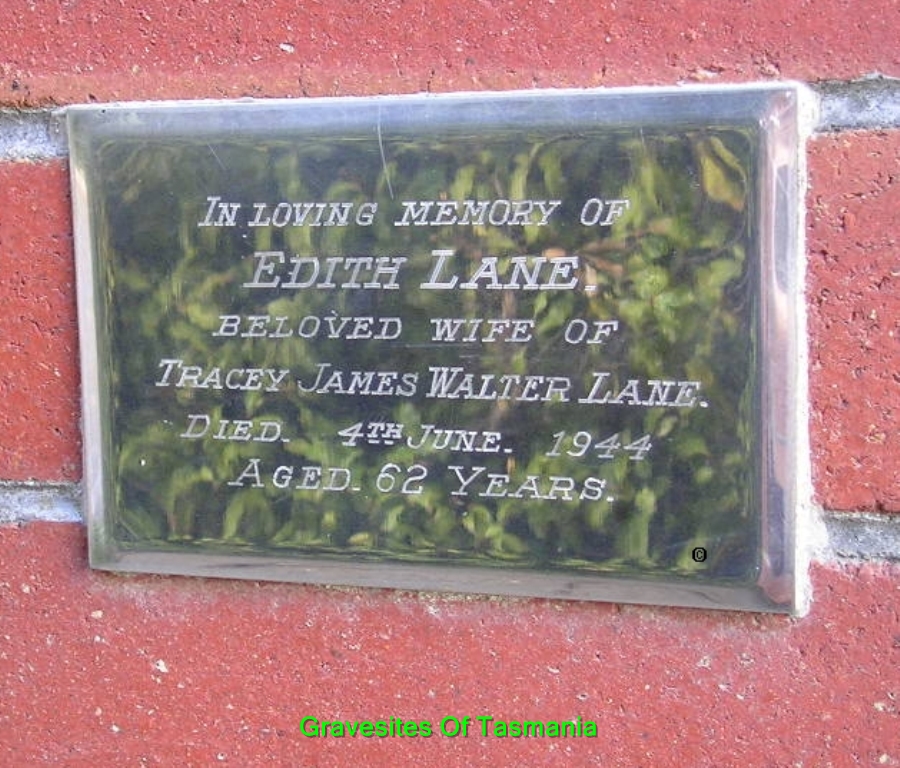 IN LOVING MEMORY OF
EDITH LANE.
BELOVED WIFE OF
TRACEY JAMES WALTER LANE.
DIED. 4TH JUNE. 1944
AGED. 62 YEARS.
©
Gravesites Of Tasmania